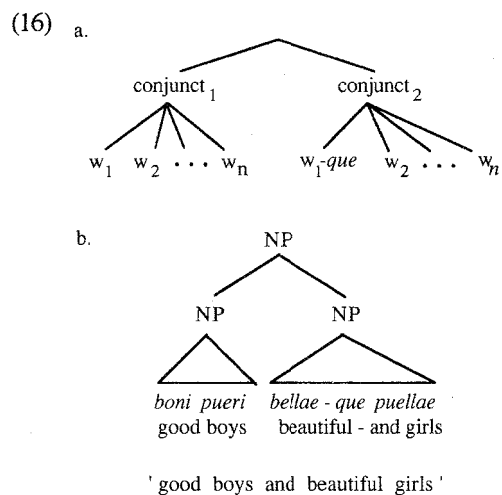 (16) a.
conjunct1 conjunct2
w1 w2 . . . wn w1-que w2 . . . wn
b.
NP
NP NP
boni pueri bellae - que puellae
good boys beautiful - and girls
' good boys and beautiful girls '